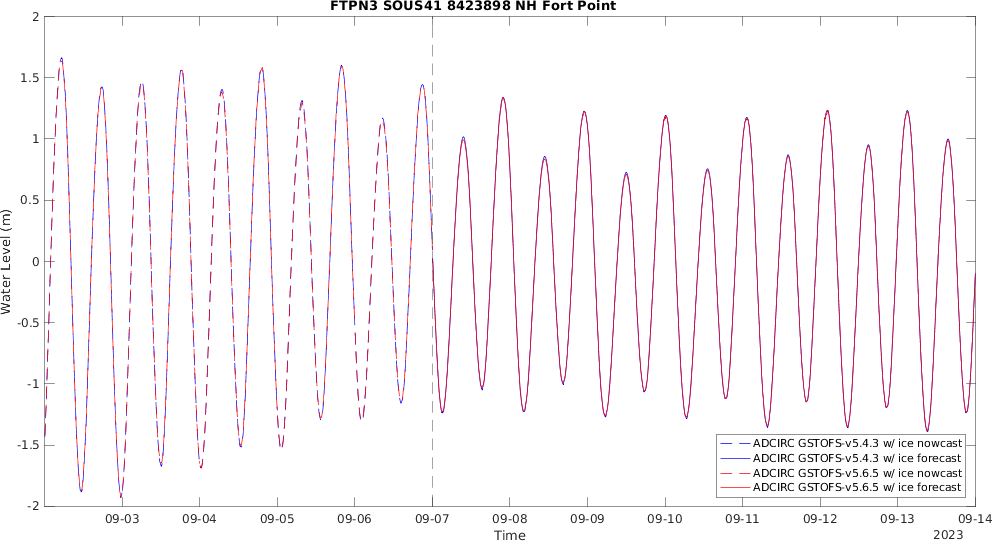 FTPN3 SOUS41 8423898 NH Fort Point
2
1.5
1
0.5
0
-0.5
-1
-1.5
-2
Water Level (m)
09-03 09-04 09-05 09-06 09-07 09-08 09-09 09-10 09-11 09-12 09-13 09-14
Time
2023
ADCIRC GSTOFS-v5.4.3 w/ ice nowcast
ADCIRC GSTOFS-v5.4.3 w/ ice forecast
ADCIRC GSTOFS-v5.6.5 w/ ice nowcast
ADCIRC GSTOFS-v5.6.5 w/ ice forecast